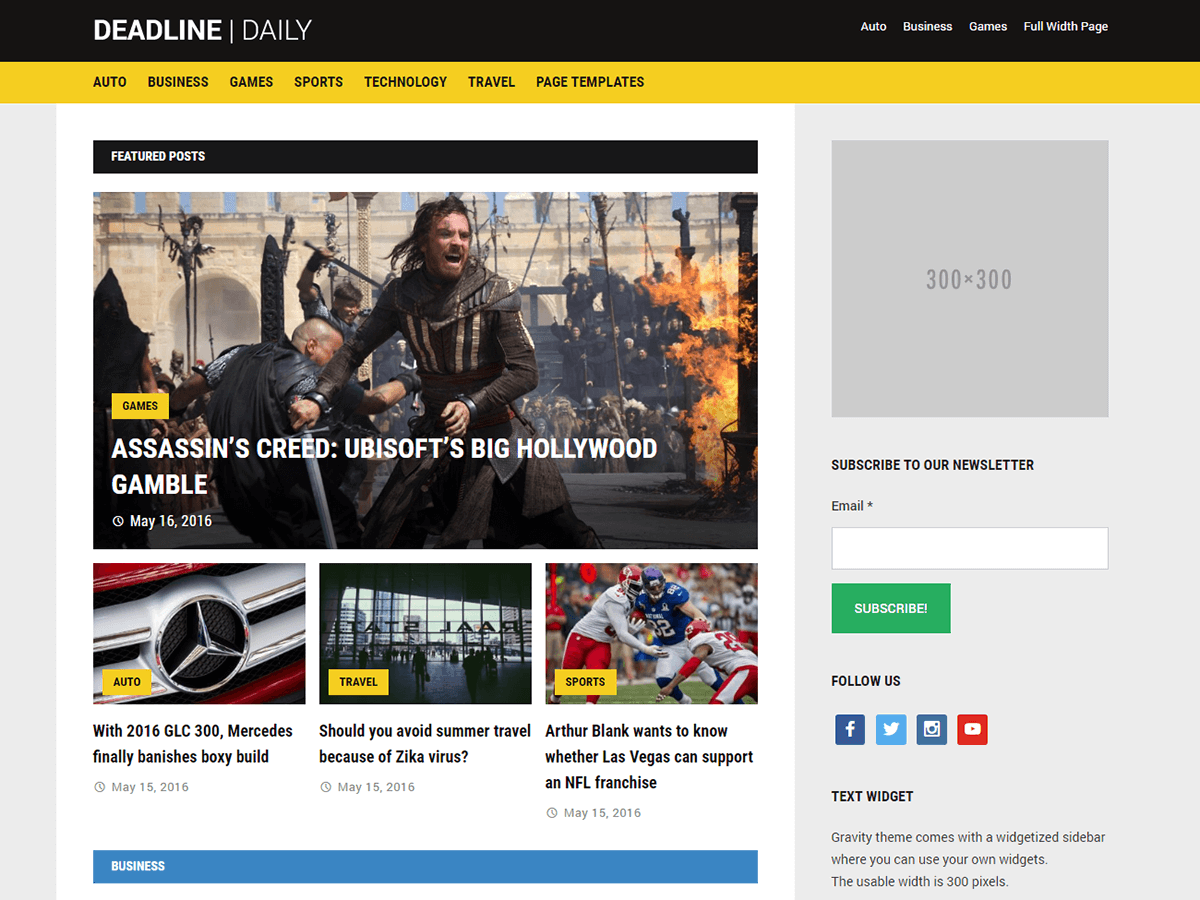 DEADLINE | DAILY
Auto Business Games Full Width Page
AUTO BUSINESS GAMES SPORTS TECHNOLOGY TRAVEL PAGE TEMPLATES
FEATURED POSTS
GAMES
ASSASSIN’S CREED: UBISOFT’S BIG HOLLYWOOD
GAMBLE
May 16, 2016
AUTO
With 2016 GLC 300, Mercedes
finally banishes boxy build
May 15, 2016
TRAVEL
Should you avoid summer travel
because of Zika virus?
May 15, 2016
NATIONAL
82
SPORTS
Arthur Blank wants to know
whether Las Vegas can support
an NFL franchise
May 15, 2016
BUSINESS
300×300
SUBSCRIBE TO OUR NEWSLETTER
Email *
SUBSCRIBE!
FOLLOW US
TEXT WIDGET
Gravity theme comes with a widgetized sidebar
where you can use your own widgets.
The usable width is 300 pixels.